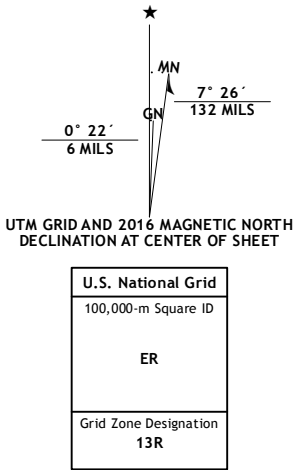 ★
MN
7° 26´
132 MILS
GN
0° 22´
6 MILS
UTM GRID AND 2016 MAGNETIC NORTH
DECLINATION AT CENTER OF SHEET
U.S. National Grid
100,000-m Square ID
ER
Grid Zone Designation
13R